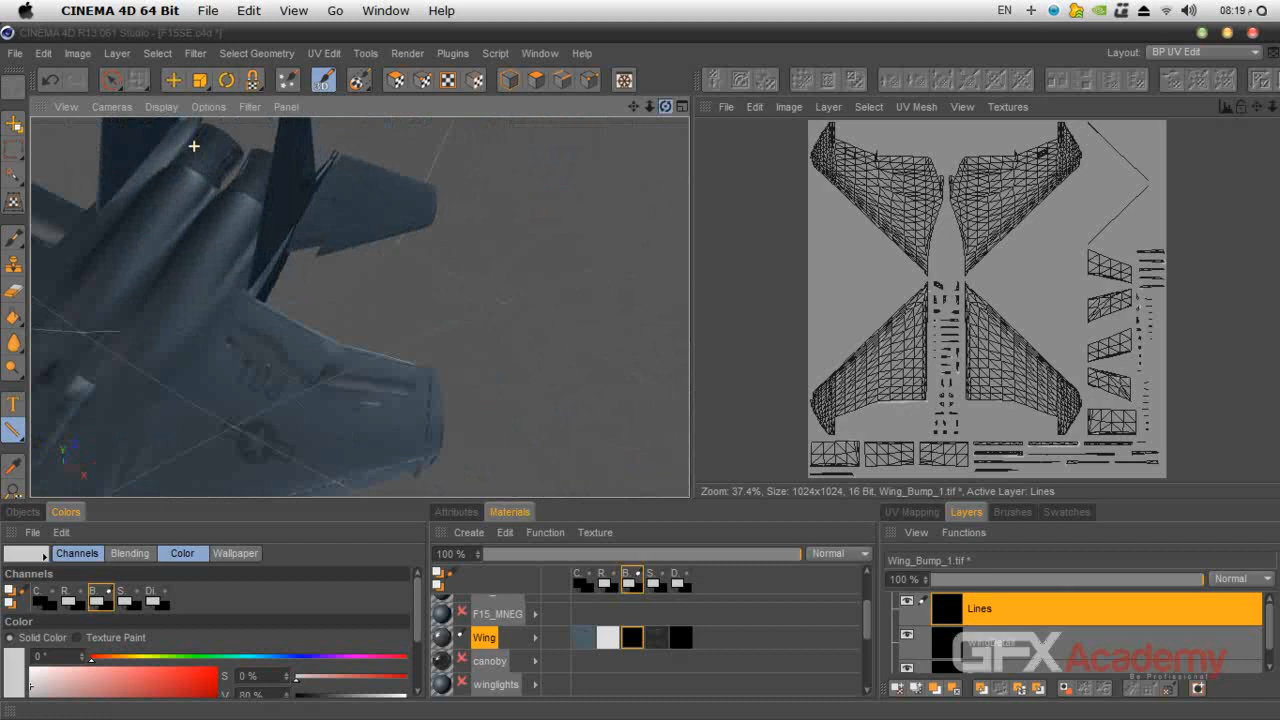 CINEMA 4D 64 Bit File Edit View Go Window Help EN 08:19 م
CINEMA 4D R13.061 Studio - [F15SE.c4d *]
File Edit Image Layer Select Filter Select Geometry UV Edit Tools Render Plugins Script Window Help Layout: BP UV Edit
3D
View Cameras Display Options Filter Panel
File Edit Image Layer Select UV Mesh View Textures
Y
X
T
Zoom: 37.4%, Size: 1024x1024, 16 Bit, Wing_Bump_1.tif *, Active Layer: Lines
Objects Colors
Attributes Materials
UV Mapping Layers Brushes Swatches
File Edit
Create Edit Function Texture
View Functions
Channels Blending Color Wallpaper
100 % Normal
Wing_Bump_1.tif *
Channels
C. R. B. S. D.
100 % Normal
C. R. B. S. Di.
F15_MNEG
Lines
Color
Solid Color Texture Paint
Wing
0 °
canoby
S 0 %
winglights
V 80 %
GFX Academy
Be Professional